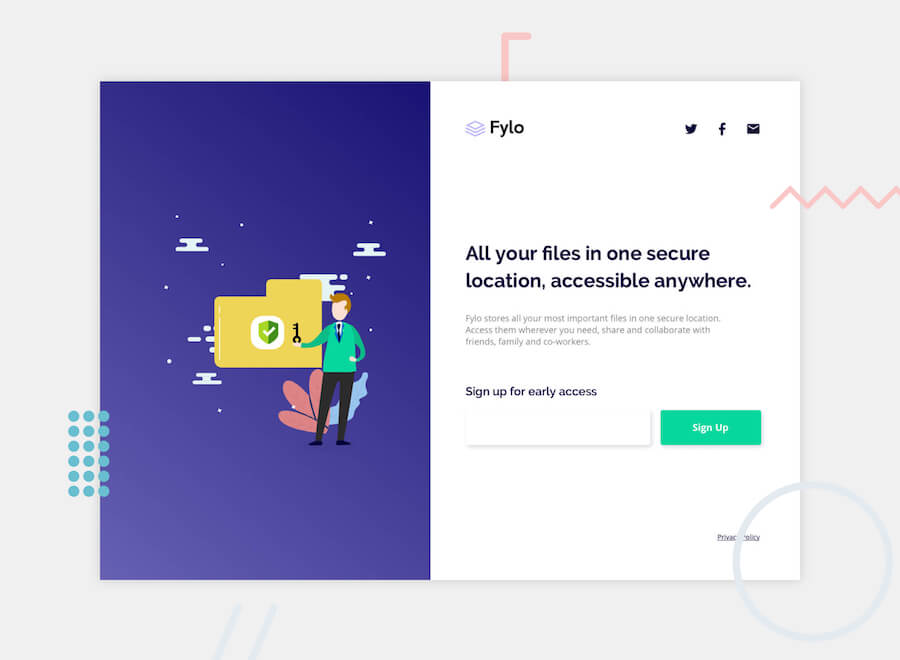 Fylo
All your files in one secure
location, accessible anywhere.
Fylo stores all your most important files in one secure location.
Access them wherever you need, share and collaborate with
friends, family and co-workers.
Sign up for early access
Sign Up
Privacy Policy